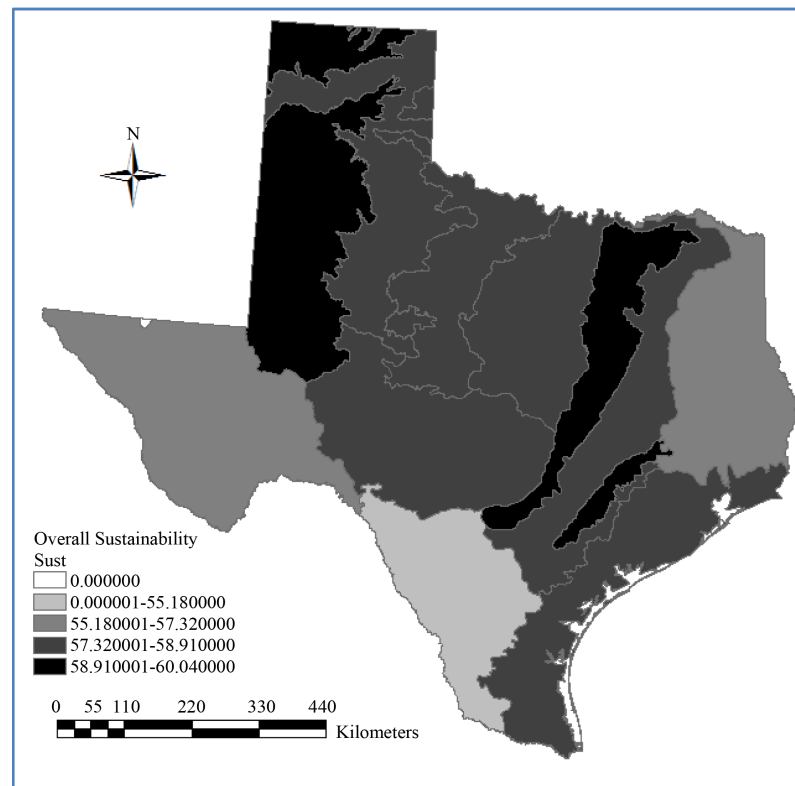 N
Overall Sustainability
Sust
0.000000
0.000001-55.180000
55.180001-57.320000
57.320001-58.910000
58.910001-60.040000
0 55 110 220 330 440
Kilometers